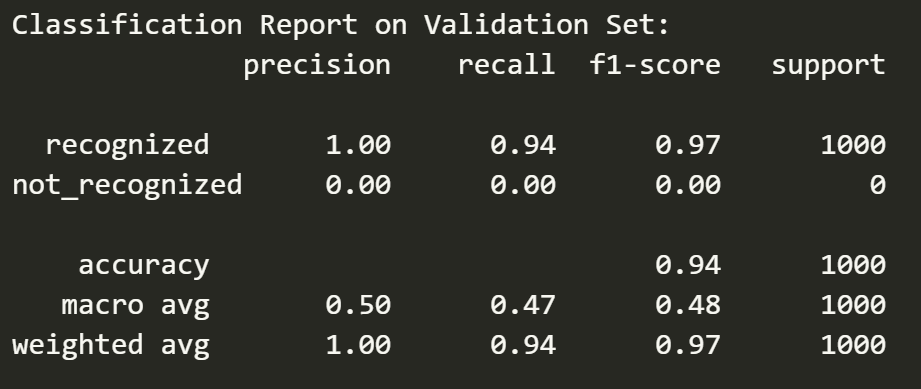 Classification Report on Validation Set:
precision recall f1-score support
recognized 1.00 0.94 0.97 1000
not_recognized 0.00 0.00 0.00 0
accuracy 0.94 1000
macro avg 0.50 0.47 0.48 1000
weighted avg 1.00 0.94 0.97 1000